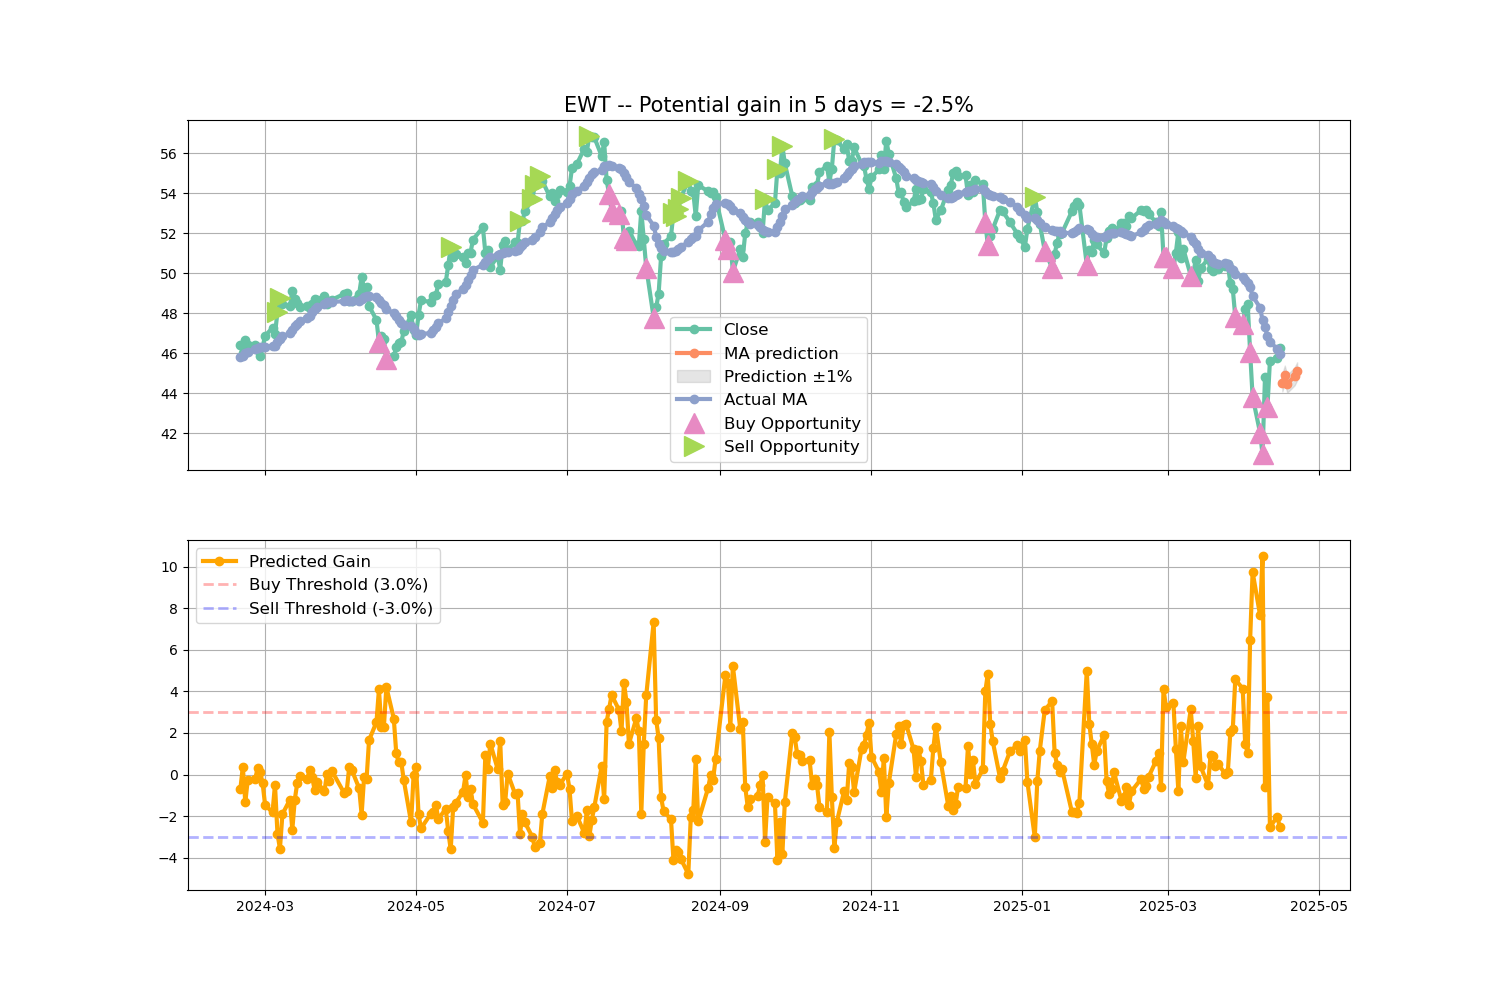 EWT -- Potential gain in 5 days = -2.5%
56
54
52
50
48
46
44
42
Close
MA prediction
Prediction ±1%
Actual MA
Buy Opportunity
Sell Opportunity
10
8
6
4
2
0
−2
−4
Predicted Gain
Buy Threshold (3.0%)
Sell Threshold (-3.0%)
2024-03
2024-05
2024-07
2024-09
2024-11
2025-01
2025-03
2025-05